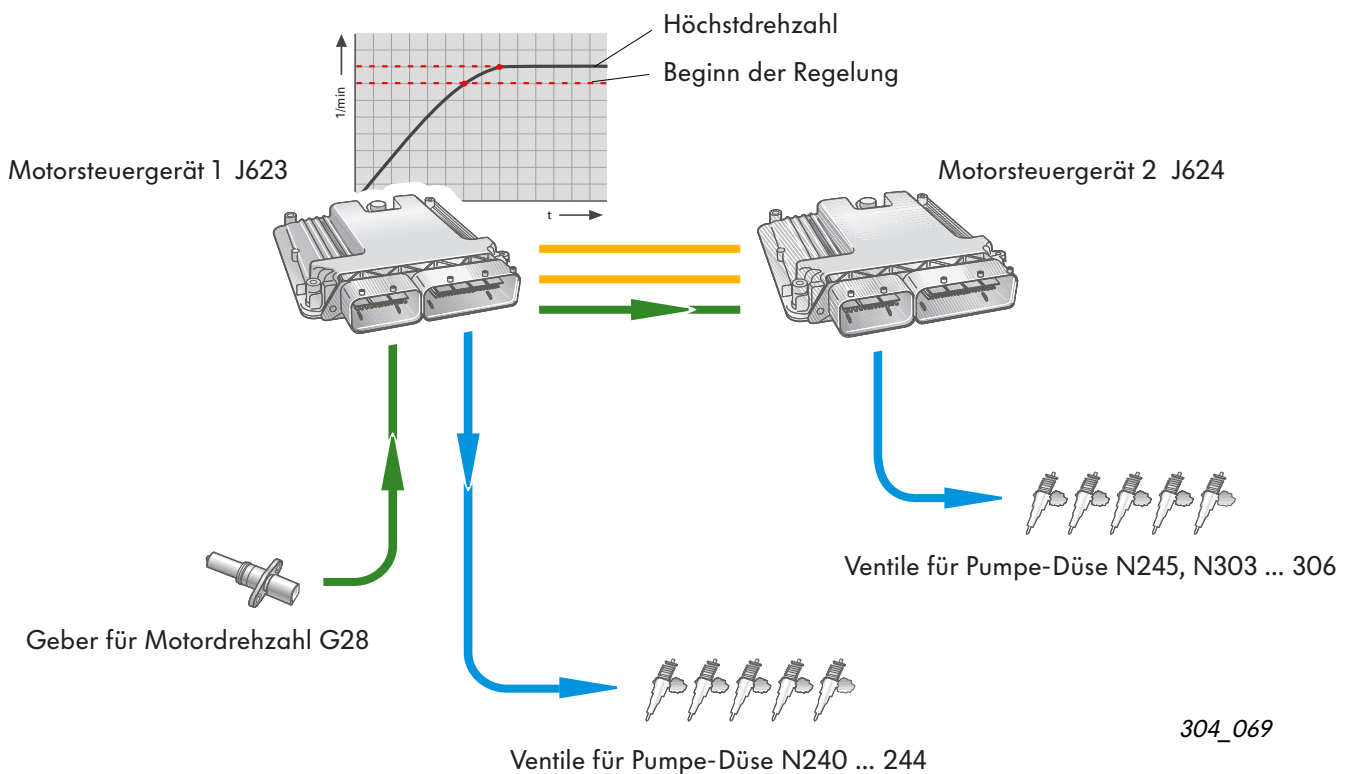 Höchstdrehzahl
Beginn der Regelung
1/min
t
Motorsteuergerät 1 J623
Motorsteuergerät 2 J624
Ventile für Pumpe-Düse N245, N303 ... 306
Geber für Motordrehzahl G28
304_069
Ventile für Pumpe-Düse N240 ... 244